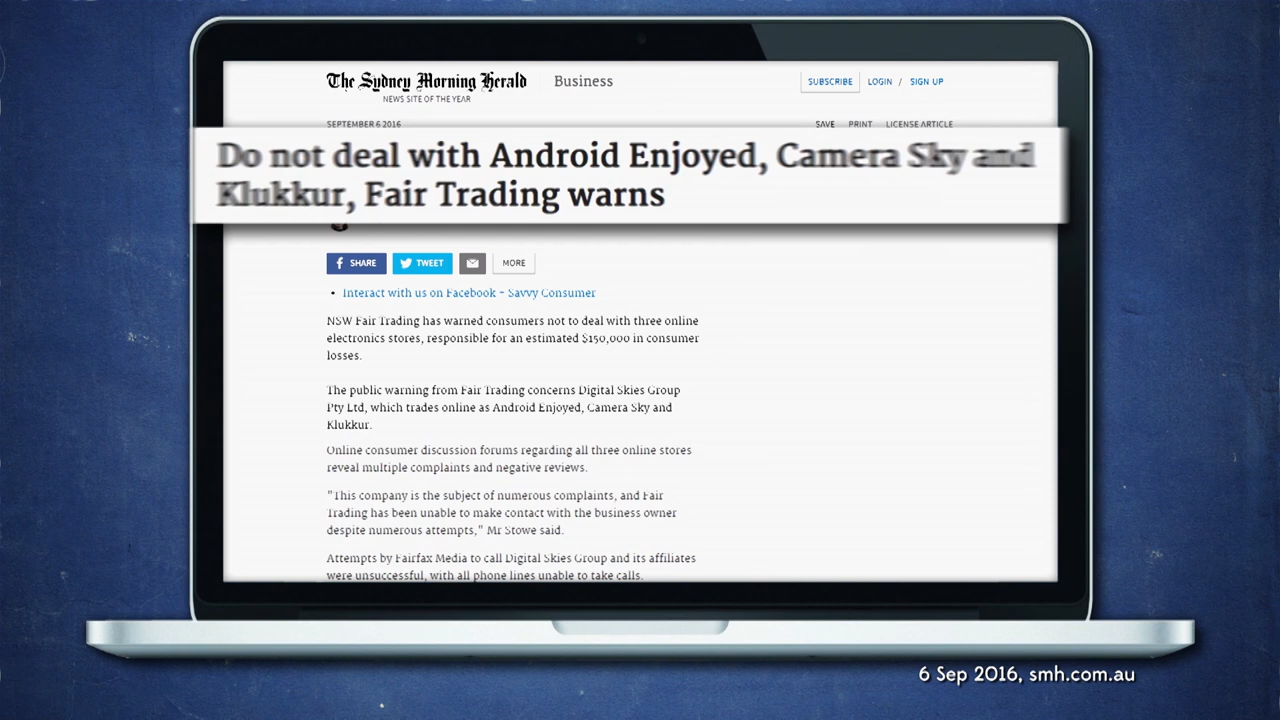 The Sydney Morning Herald Business SUBSCRIBE LOGIN / SIGN UP
NEWS SITE OF THE YEAR
SEPTEMBER 6 2016 SAVE PRINT LICENSE ARTICLE
Do not deal with Android Enjoyed, Camera Sky and
Klukkur, Fair Trading warns
SHARE TWEET MORE
• Interact with us on Facebook - Savvy Consumer
NSW Fair Trading has warned consumers not to deal with three online
electronics stores, responsible for an estimated $150,000 in consumer
losses.
The public warning from Fair Trading concerns Digital Skies Group
Pty Ltd, which trades online as Android Enjoyed, Camera Sky and
Klukkur.
Online consumer discussion forums regarding all three online stores
reveal multiple complaints and negative reviews.
"This company is the subject of numerous complaints, and Fair
Trading has been unable to make contact with the business owner
despite numerous attempts," Mr Stowe said.
Attempts by Fairfax Media to call Digital Skies Group and its affiliates
were unsuccessful, with all phone lines unable to take calls.
6 Sep 2016, smh.com.au